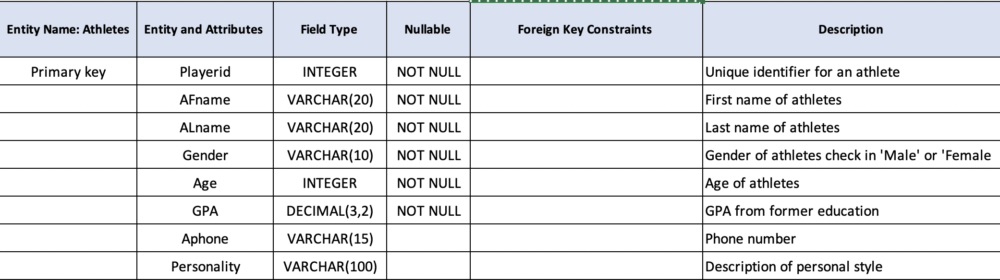 Entity Name: Athletes Entity and Attributes Field Type Nullable Foreign Key Constraints Description
Primary key Playerid INTEGER NOT NULL Unique identifier for an athlete
AFname VARCHAR(20) NOT NULL First name of athletes
ALname VARCHAR(20) NOT NULL Last name of athletes
Gender VARCHAR(10) NOT NULL Gender of athletes check in 'Male' or 'Female
Age INTEGER NOT NULL Age of athletes
GPA DECIMAL(3,2) NOT NULL GPA from former education
Aphone VARCHAR(15) Phone number
Personality VARCHAR(100) Description of personal style